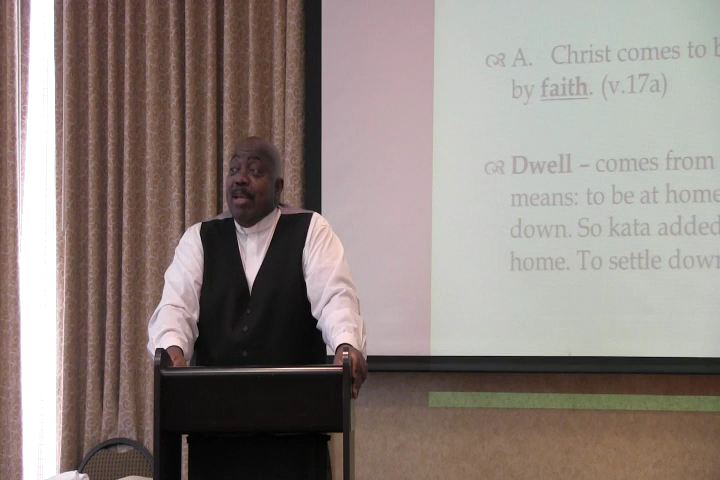 A. Christ comes to
by faith. (v.17a)
Dwell – comes from
means: to be at home
down. So kata added
home. To settle down